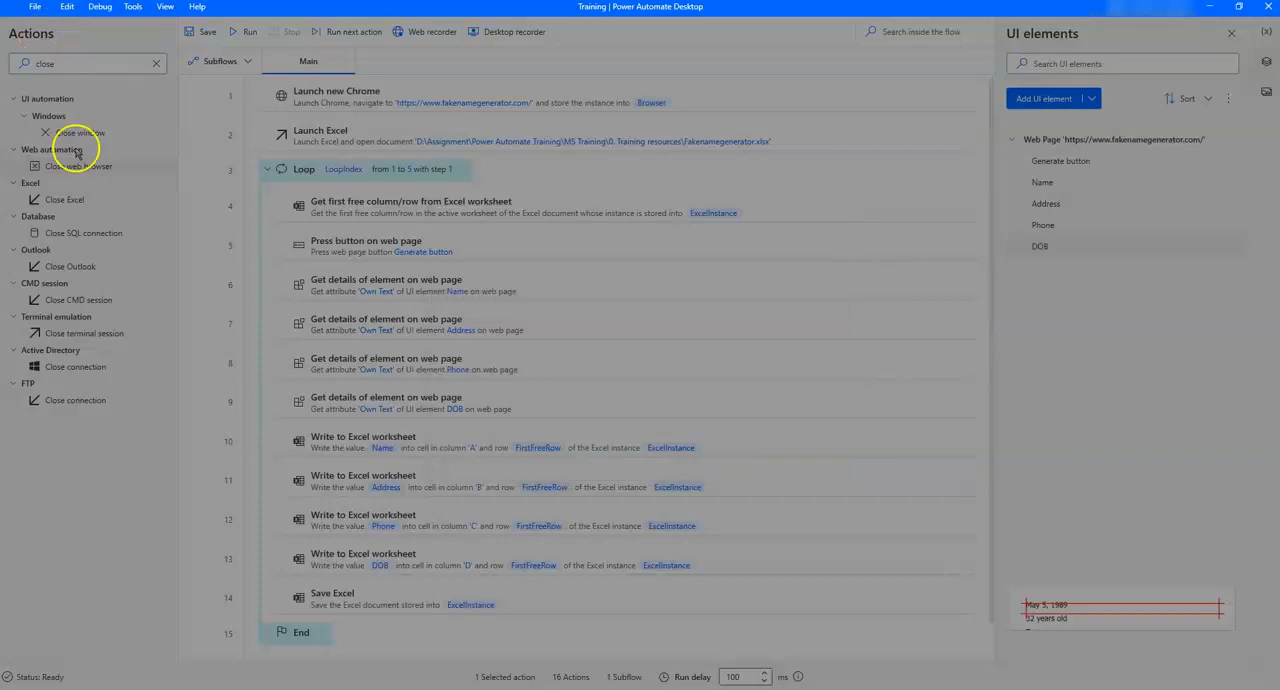 File Edit Debug Tools View Help
Training | Power Automate Desktop
Actions
close
UI automation
Windows
Close window
Web automation
Close web browser
Excel
Close Excel
Database
Close SQL connection
Outlook
Close Outlook
CMD session
Close CMD session
Terminal emulation
Close terminal session
Active Directory
Close connection
FTP
Close connection
Save Run Stop Run next action Web recorder Desktop recorder
Search inside the flow
Subflows Main
1 Launch new Chrome
Launch Chrome, navigate to 'https://www.fakenamegenerator.com/' and store the instance into Browser
2 Launch Excel
Launch Excel and open document 'D:\Assignment\Power Automate Training\MS Training\0. Training resources\Fakenamegenerator.xlsx'
3 Loop LoopIndex from 1 to 5 with step 1
4 Get first free column/row from Excel worksheet
Get the first free column/row in the active worksheet of the Excel document whose instance is stored into ExcelInstance
5 Press button on web page
Press web page button Generate button
6 Get details of element on web page
Get attribute 'Own Text' of UI element Name on web page
7 Get details of element on web page
Get attribute 'Own Text' of UI element Address on web page
8 Get details of element on web page
Get attribute 'Own Text' of UI element Phone on web page
9 Get details of element on web page
Get attribute 'Own Text' of UI element DOB on web page
10 Write to Excel worksheet
Write the value Name into cell in column 'A' and row FirstFreeRow of the Excel instance ExcelInstance
11 Write to Excel worksheet
Write the value Address into cell in column 'B' and row FirstFreeRow of the Excel instance ExcelInstance
12 Write to Excel worksheet
Write the value Phone into cell in column 'C' and row FirstFreeRow of the Excel instance ExcelInstance
13 Write to Excel worksheet
Write the value DOB into cell in column 'D' and row FirstFreeRow of the Excel instance ExcelInstance
14 Save Excel
Save the Excel document stored into ExcelInstance
15 End
UI elements
{x}
Search UI elements
Add UI element Sort
Web Page 'https://www.fakenamegenerator.com/'
Generate button
Name
Address
Phone
DOB
May 5, 1989
32 years old
Status: Ready 1 Selected action 16 Actions 1 Subflow Run delay 100 ms